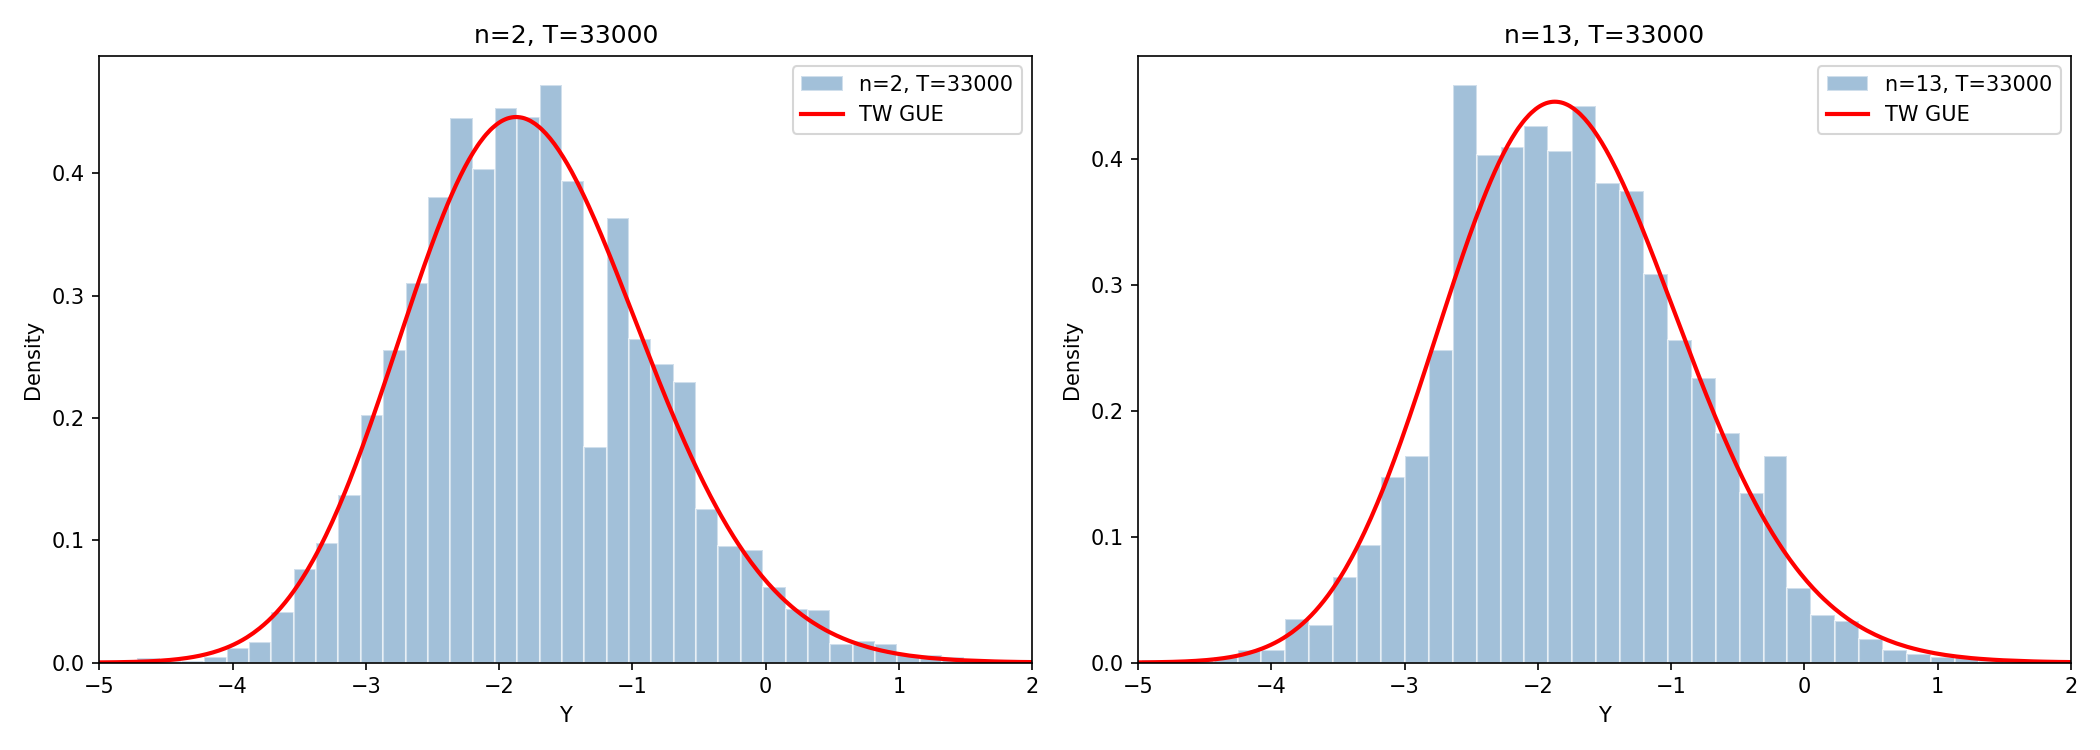 n=2, T=33000
n=2, T=33000
TW GUE
Density
0.4
0.3
0.2
0.1
0.0
−5 −4 −3 −2 −1 0 1 2
Y
n=13, T=33000
n=13, T=33000
TW GUE
Density
0.4
0.3
0.2
0.1
0.0
−5 −4 −3 −2 −1 0 1 2
Y